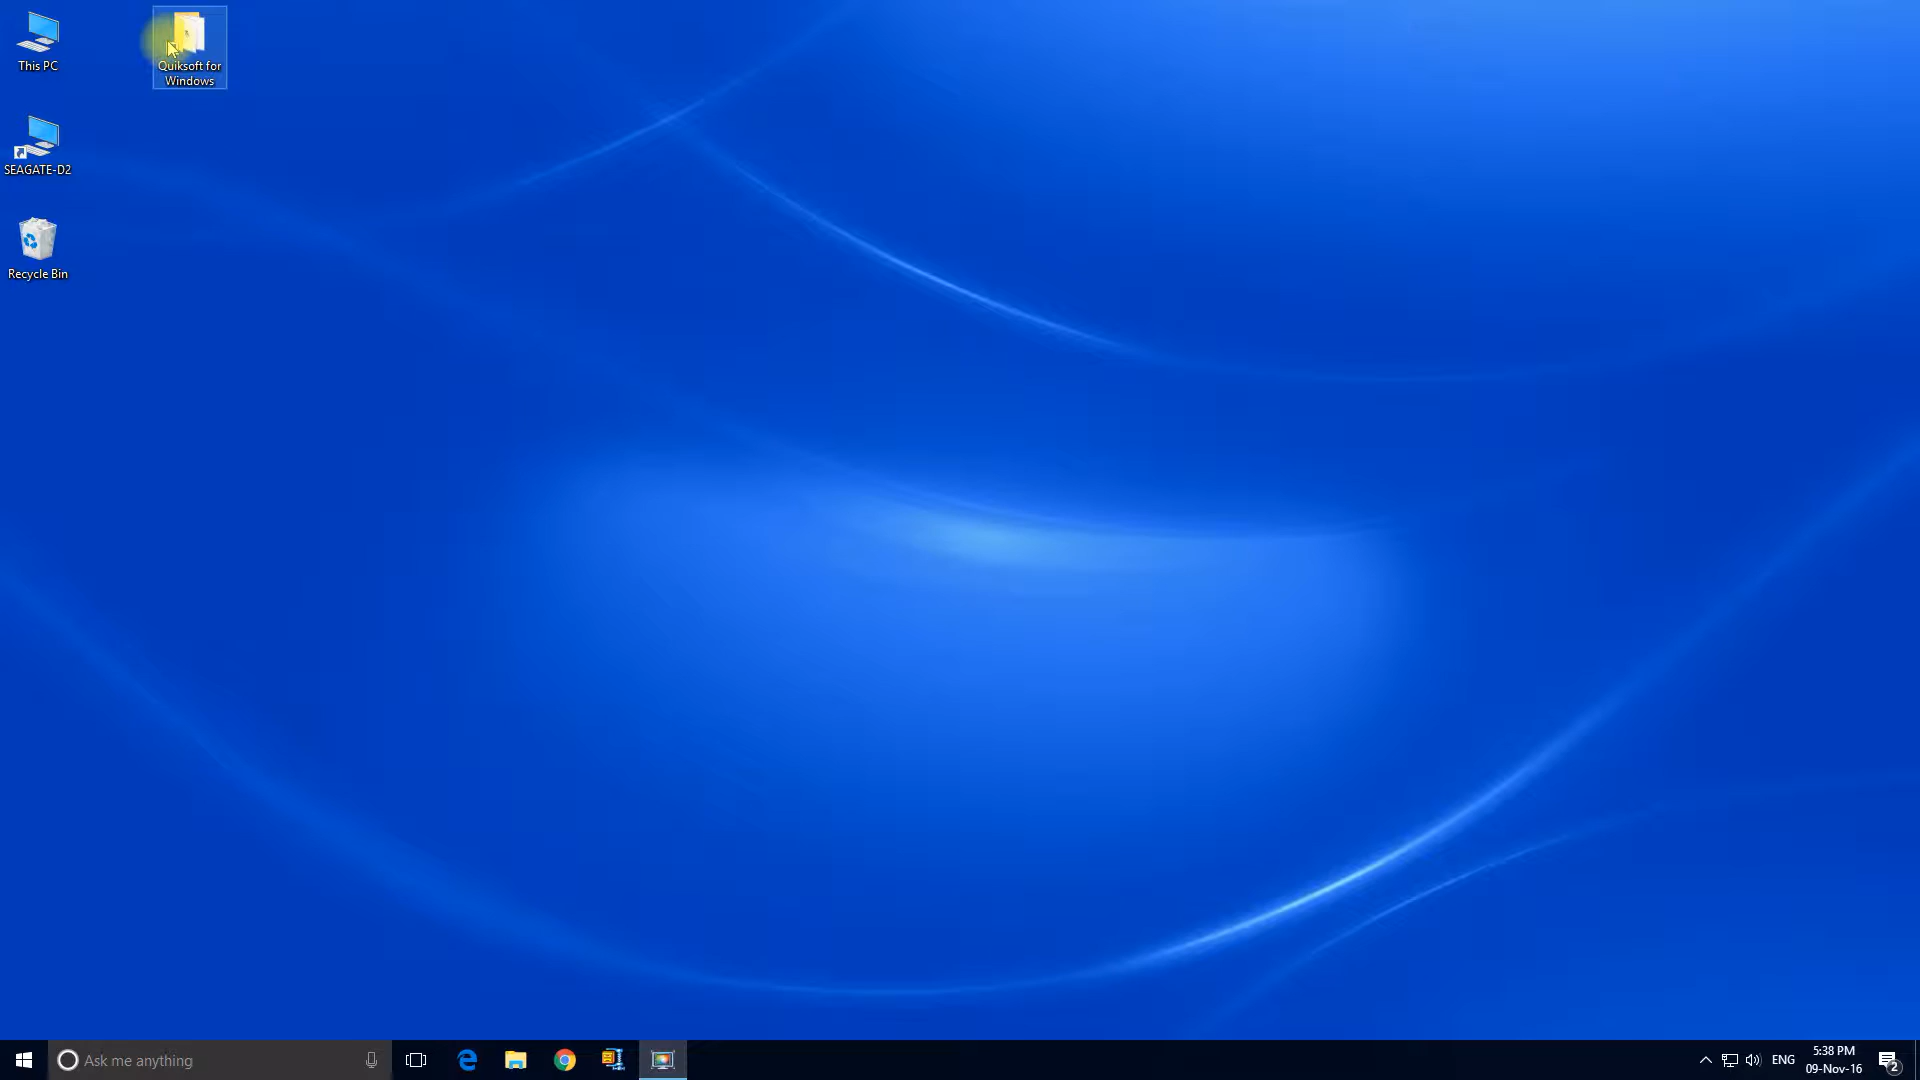 This PC
Quiksoft for
Windows
SEAGATE-D2
Recycle Bin
Ask me anything
ENG
5:38 PM
09-Nov-16
2